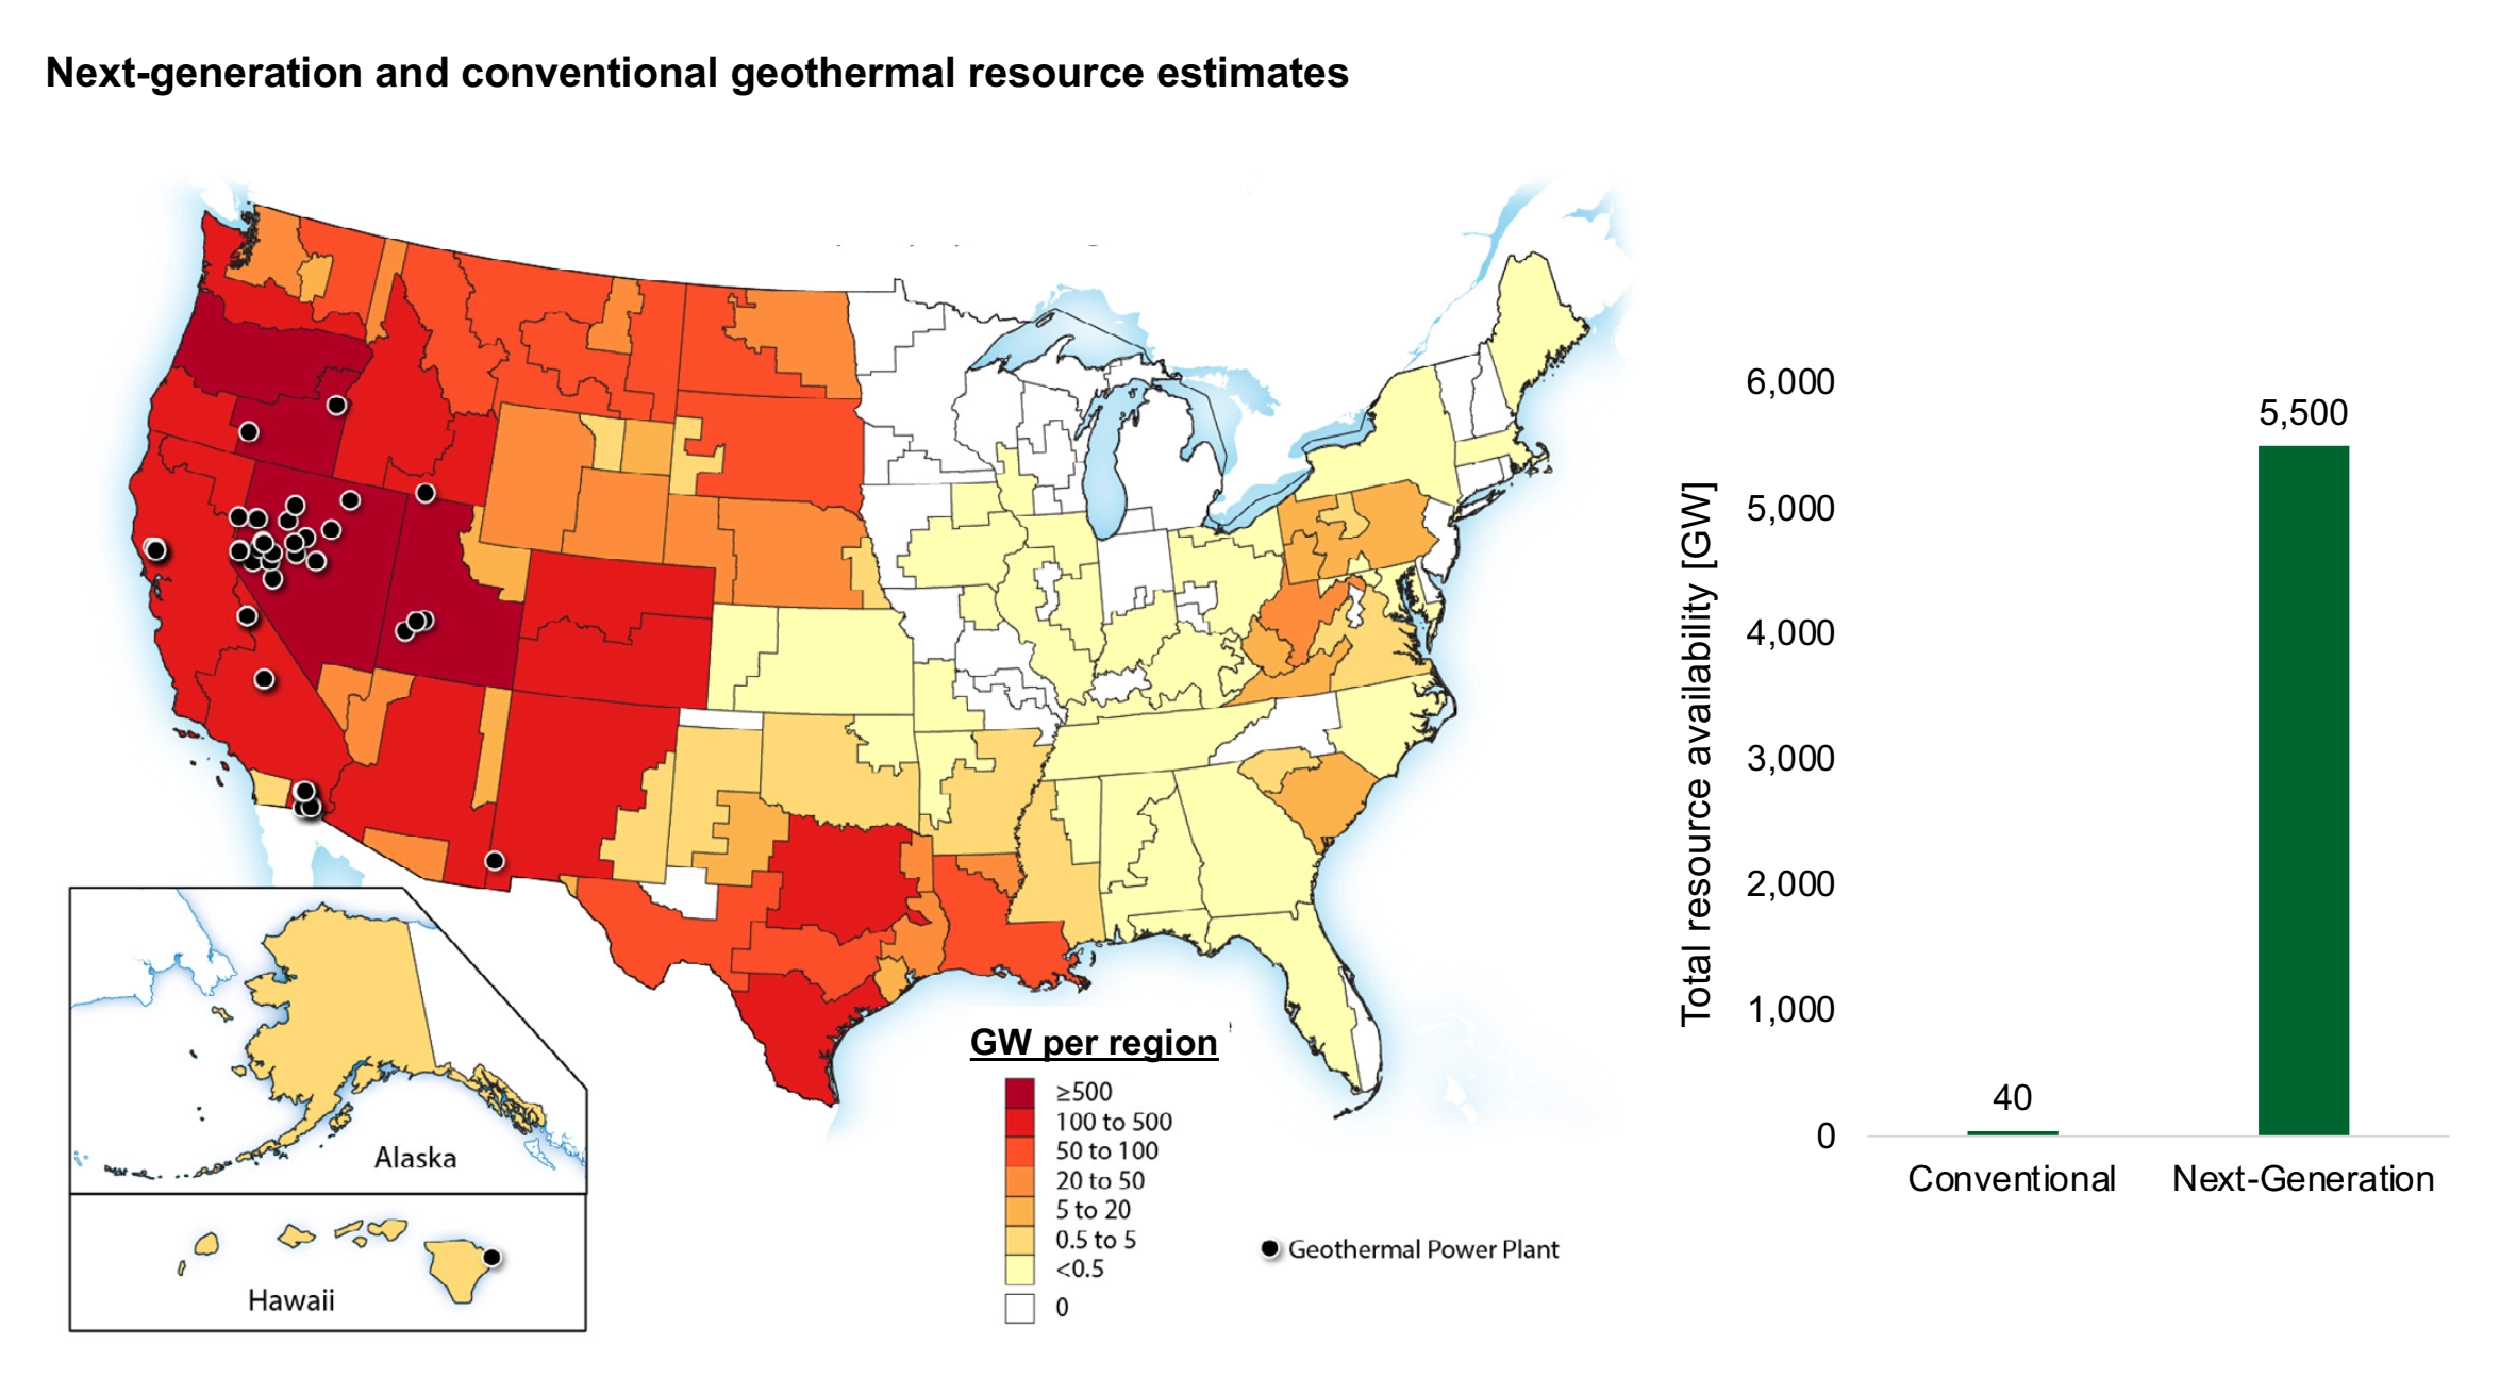 Next-generation and conventional geothermal resource estimates
Alaska
Hawaii
GW per region
≥500
100 to 500
50 to 100
20 to 50
5 to 20
0.5 to 5
<0.5
0
Geothermal Power Plant
Total resource availability [GW]
6,000
5,000
4,000
3,000
2,000
1,000
0
40
5,500
Conventional
Next-Generation